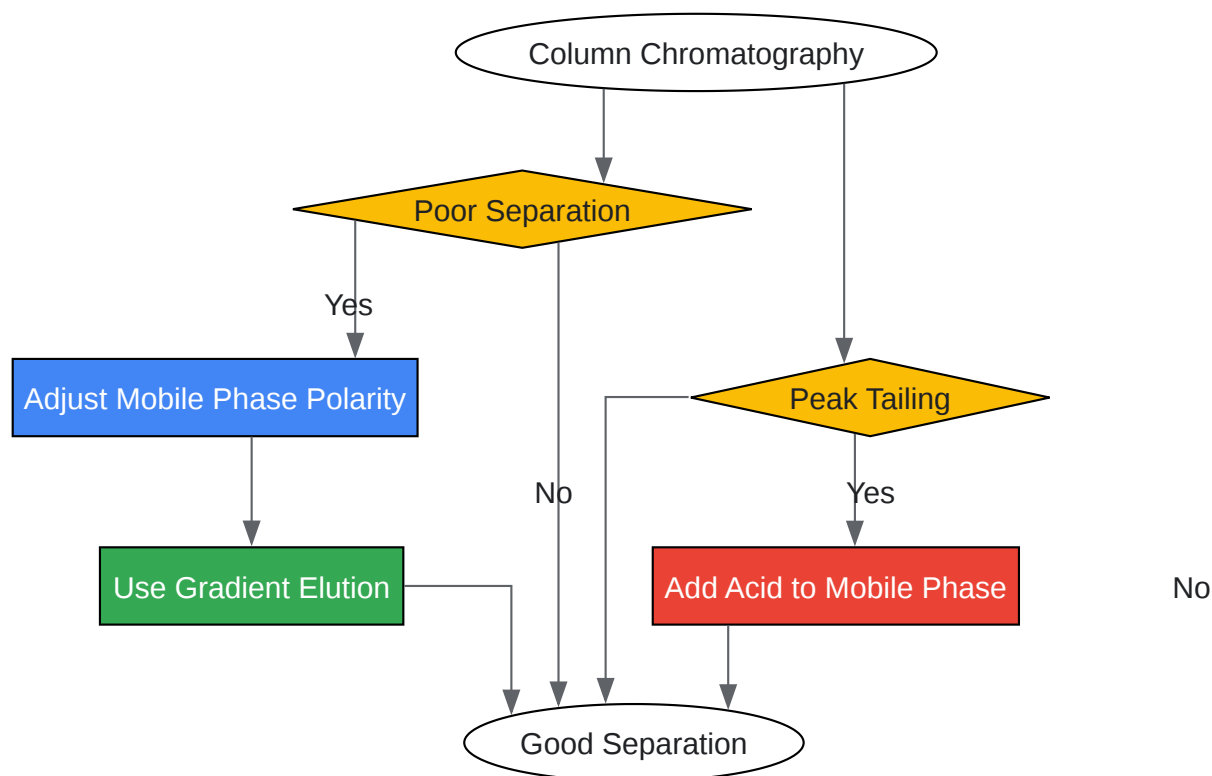 Column Chromatography
Poor Separation
Yes
Adjust Mobile Phase Polarity
Peak Tailing
No
Yes
Use Gradient Elution
Add Acid to Mobile Phase
No
Good Separation